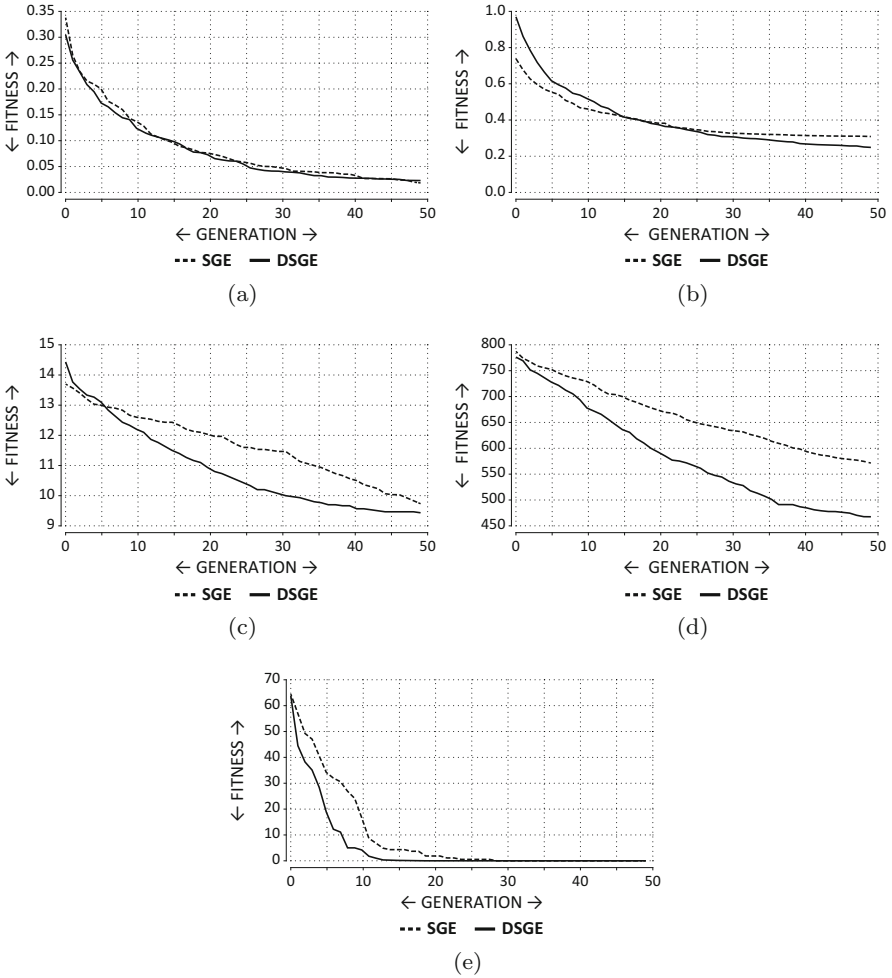 0.35
0.30
0.25
0.20
0.15
0.10
0.05
0.00
← FITNESS →
0 10 20 30 40 50
← GENERATION →
SGE DSGE
(a)
1.0
0.8
0.6
0.4
0.2
0.0
← FITNESS →
0 10 20 30 40 50
← GENERATION →
SGE DSGE
(b)
15
14
13
12
11
10
9
← FITNESS →
0 10 20 30 40 50
← GENERATION →
SGE DSGE
(c)
800
750
700
650
600
550
500
450
← FITNESS →
0 10 20 30 40 50
← GENERATION →
SGE DSGE
(d)
70
60
50
40
30
20
10
0
← FITNESS →
0 10 20 30 40 50
← GENERATION →
SGE DSGE
(e)